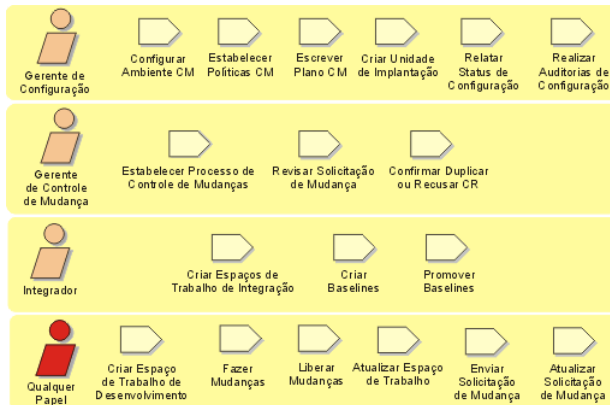 Gerente de
Configuração
Configurar
Ambiente CM
Estabelecer
Políticas CM
Escrever
Plano CM
Criar Unidade
de Implantação
Relatar
Status de
Configuração
Realizar
Auditorias de
Configuração
Gerente
de Controle
de Mudança
Estabelecer Processo de
Controle de Mudanças
Revisar Solicitação
de Mudança
Confirmar Duplicar
ou Recusar CR
Integrador
Criar Espaços de
Trabalho de Integração
Criar
Baselines
Promover
Baselines
Qualquer
Papel
Criar Espaço
de Trabalho de
Desenvolvimento
Fazer
Mudanças
Liberar
Mudanças
Atualizar Espaço
de Trabalho
Enviar
Solicitação
de Mudança
Atualizar
Solicitação
de Mudança